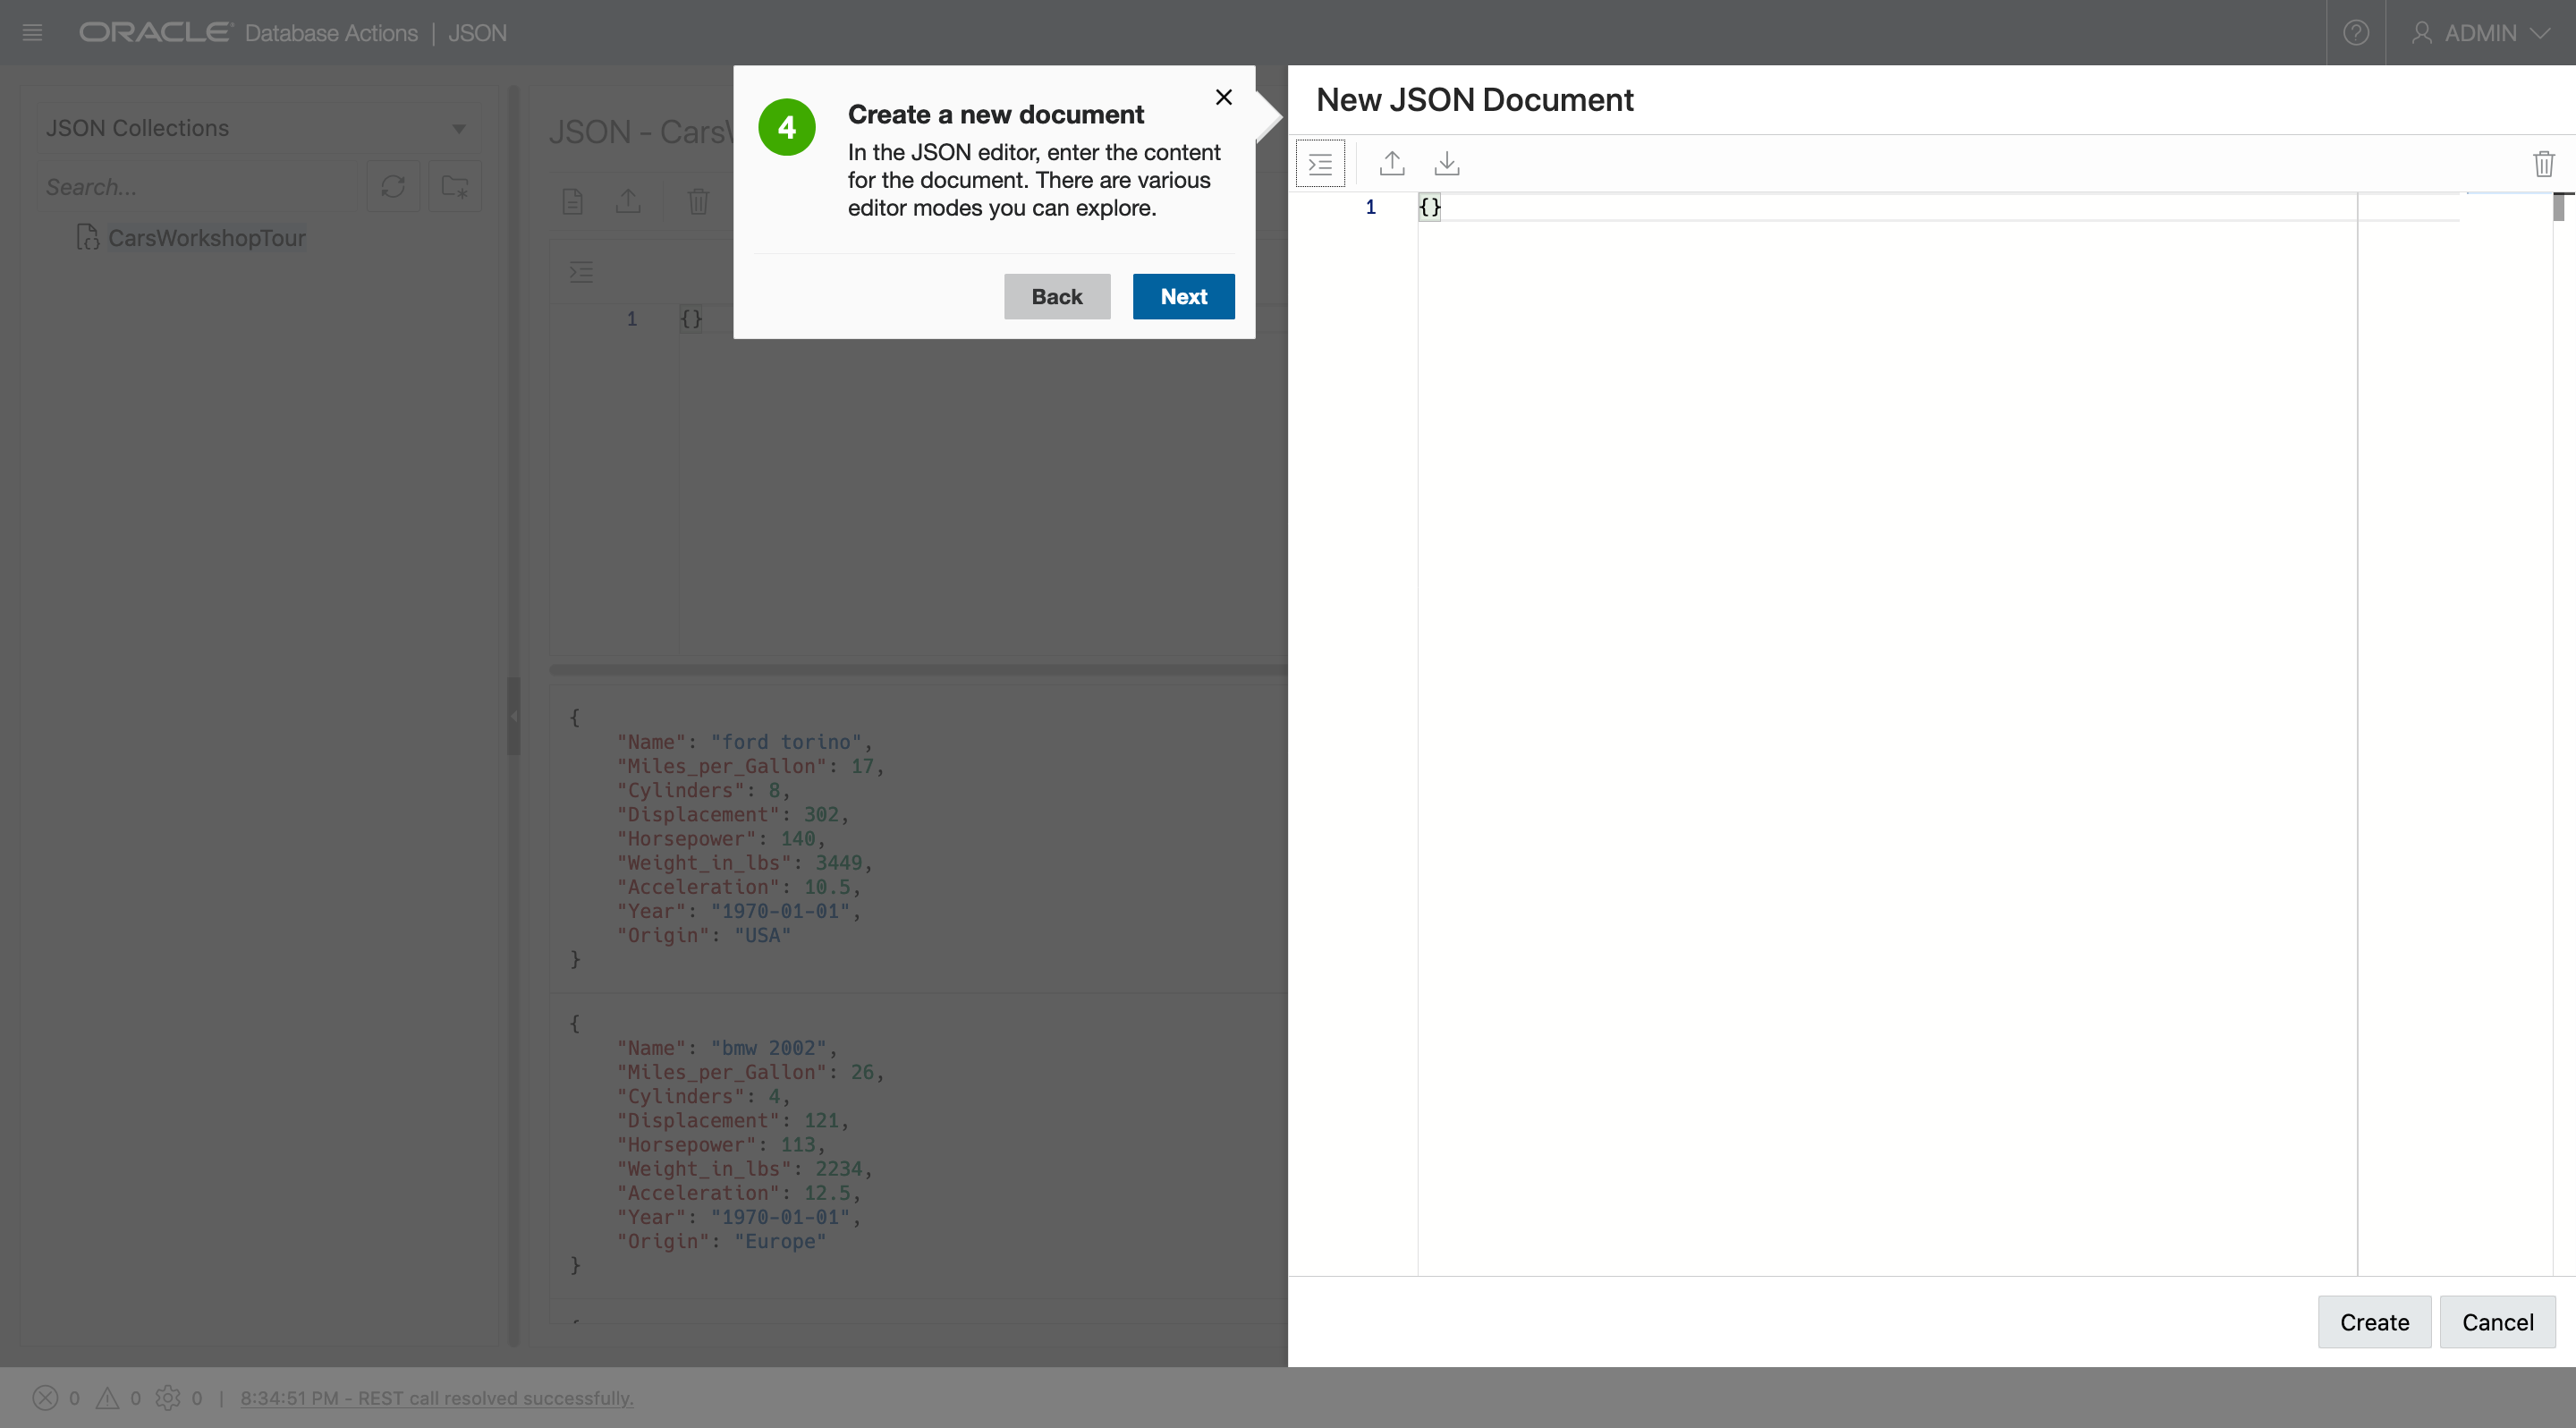 ORACLE Database Actions | JSON
ADMIN
JSON Collections
Search...
CarsWorkshopTour
JSON - CarsW
1 {}
4
Create a new document
In the JSON editor, enter the content
for the document. There are various
editor modes you can explore.
Back Next
{
"Name": "ford torino",
"Miles_per_Gallon": 17,
"Cylinders": 8,
"Displacement": 302,
"Horsepower": 140,
"Weight_in_lbs": 3449,
"Acceleration": 10.5,
"Year": "1970-01-01",
"Origin": "USA"
}
{
"Name": "bmw 2002",
"Miles_per_Gallon": 26,
"Cylinders": 4,
"Displacement": 121,
"Horsepower": 113,
"Weight_in_lbs": 2234,
"Acceleration": 12.5,
"Year": "1970-01-01",
"Origin": "Europe"
}
New JSON Document
1 {}
Create Cancel
0 0 0 | 8:34:51 PM - REST call resolved successfully.